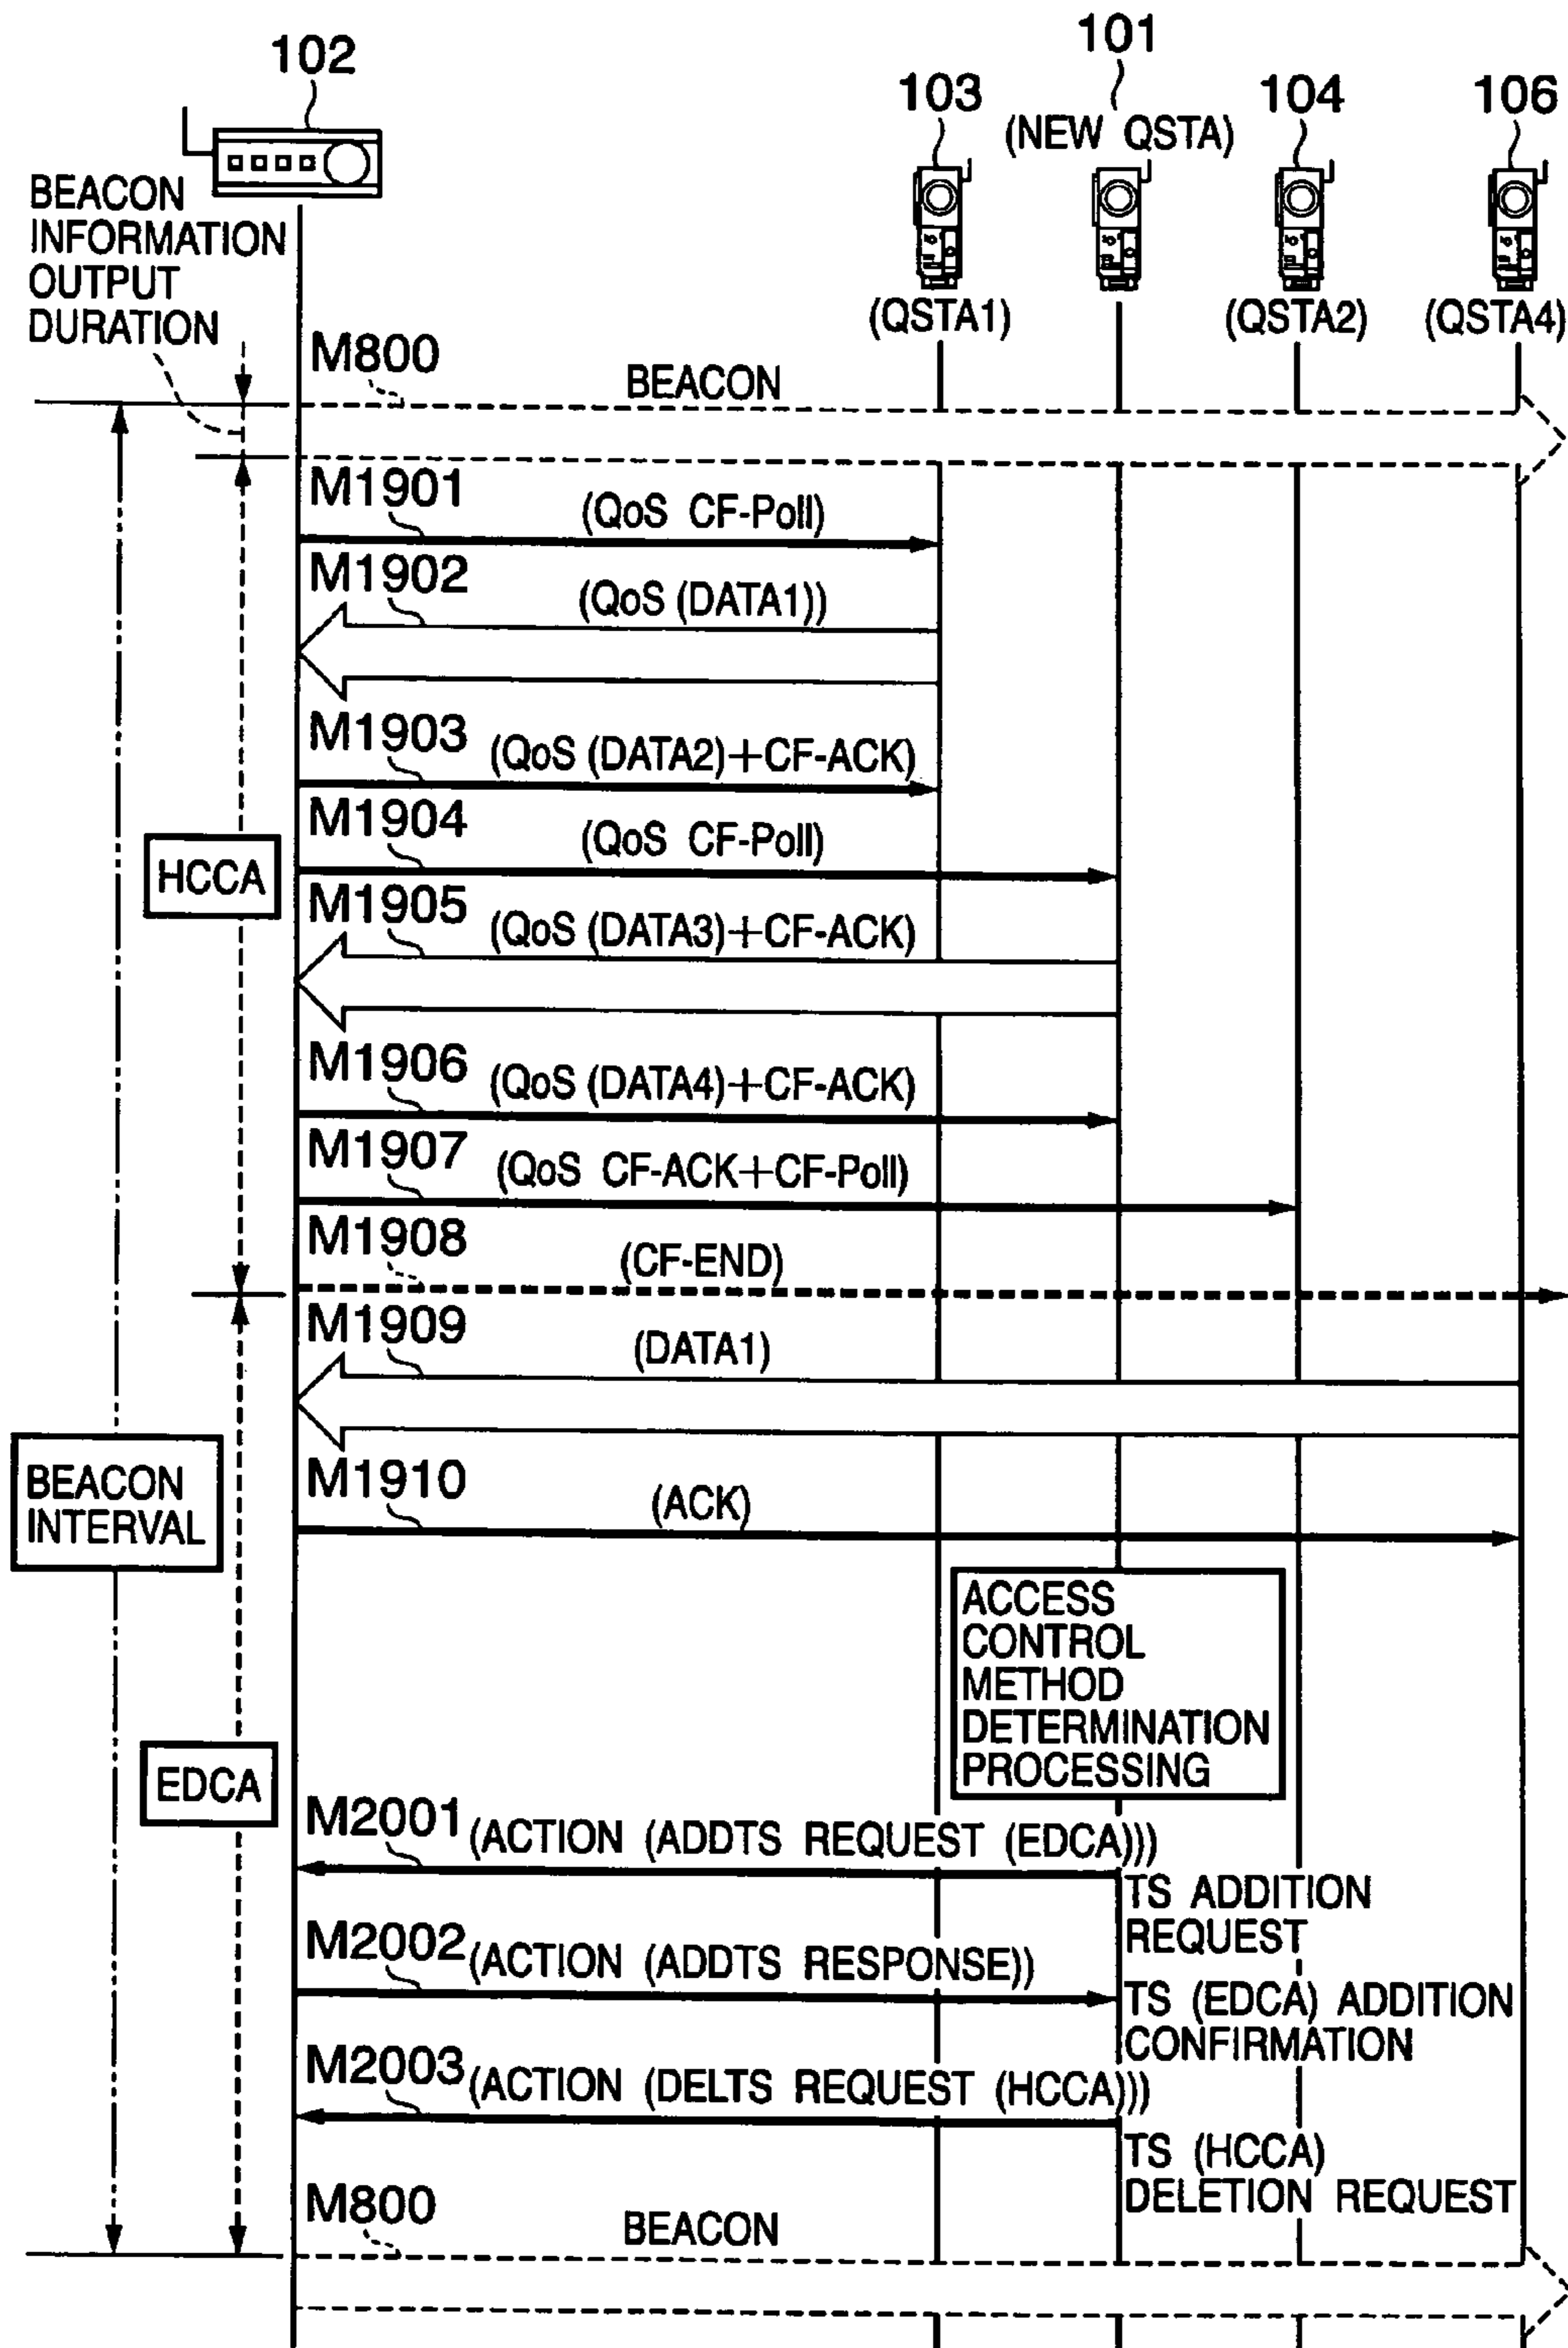 102
103
101
(NEW QSTA)
104
106
BEACON
INFORMATION
OUTPUT
DURATION
(QSTA1)
(QSTA2)
(QSTA4)
M800
BEACON
M1901
(QoS CF-Poll)
M1902
(QoS (DATA1))
M1903
(QoS (DATA2)+CF-ACK)
M1904
(QoS CF-Poll)
HCCA
M1905
(QoS (DATA3)+CF-ACK)
M1906
(QoS (DATA4)+CF-ACK)
M1907
(QoS CF-ACK+CF-Poll)
M1908
(CF-END)
M1909
(DATA1)
BEACON
INTERVAL
M1910
(ACK)
ACCESS
CONTROL
METHOD
DETERMINATION
PROCESSING
EDCA
M2001
(ACTION (ADDTS REQUEST (EDCA)))
TS ADDITION
REQUEST
M2002
(ACTION (ADDTS RESPONSE))
TS (EDCA) ADDITION
CONFIRMATION
M2003
(ACTION (DELTS REQUEST (HCCA)))
TS (HCCA)
DELETION REQUEST
M800
BEACON